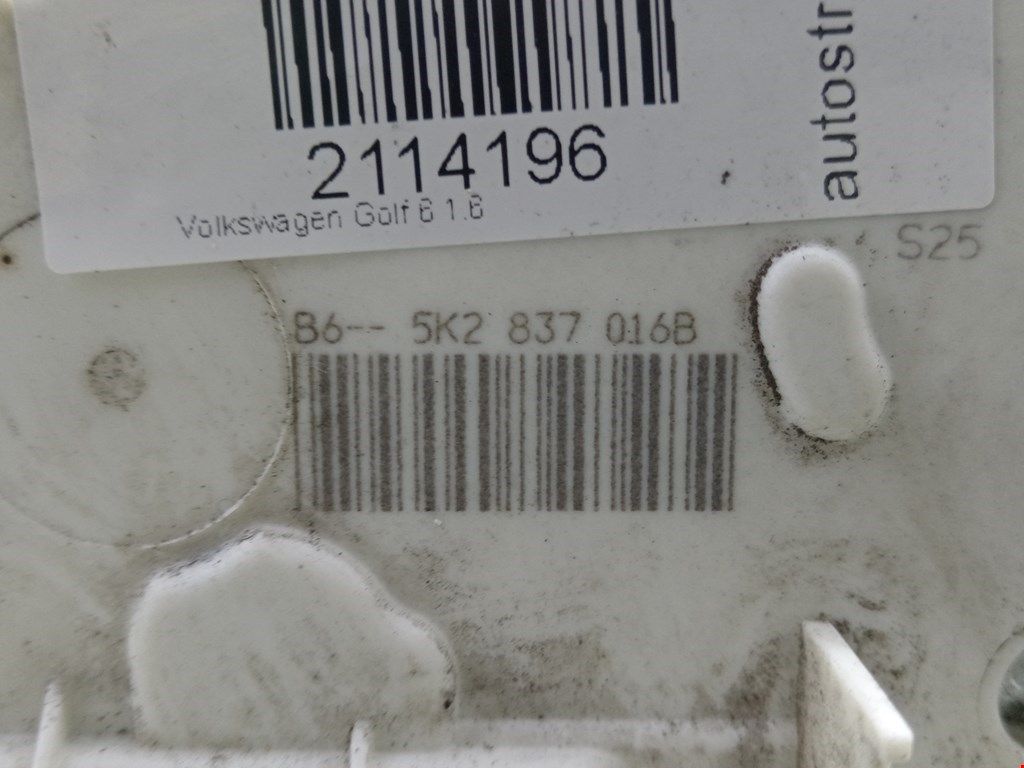 2114196
Volkswagen Golf 6 1.6
autostr
S25
B6-- 5K2 837 016B